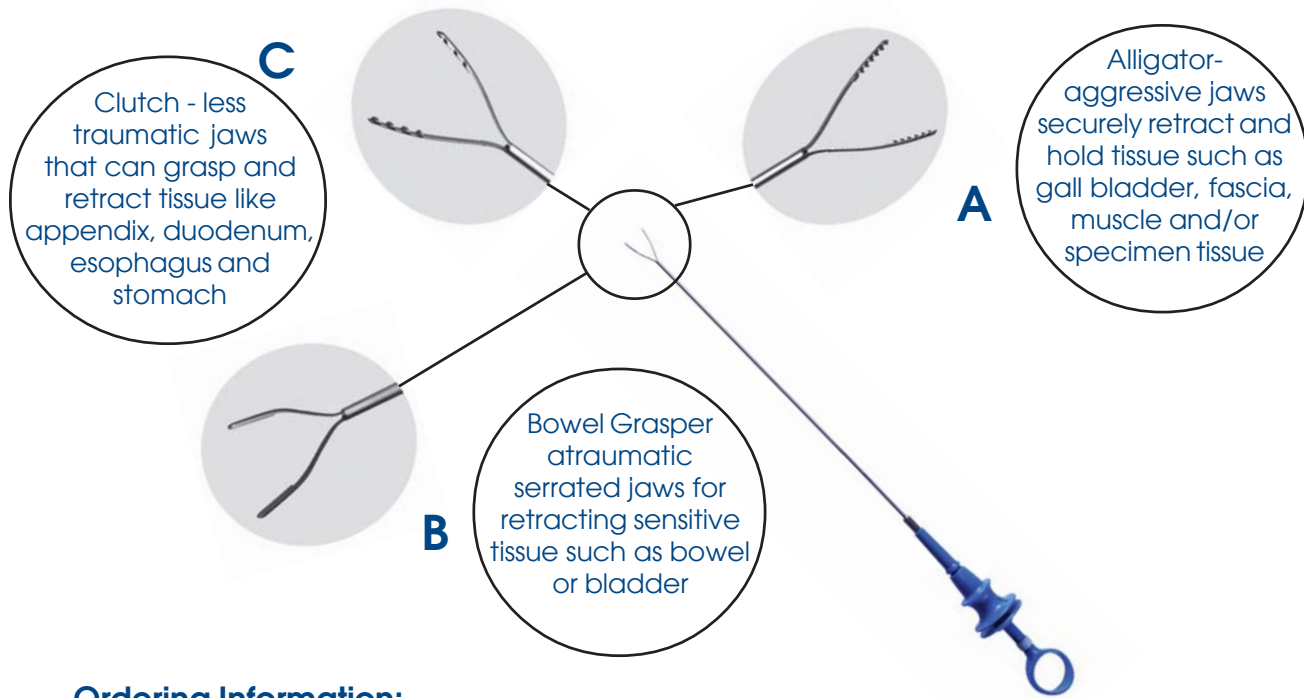 C
Clutch - less
traumatic jaws
that can grasp and
retract tissue like
appendix, duodenum,
esophagus and
stomach
A
Alligator-
aggressive jaws
securely retract and
hold tissue such as
gall bladder, fascia,
muscle and/or
specimen tissue
B
Bowel Grasper
atraumatic
serrated jaws for
retracting sensitive
tissue such as bowel
or bladder
Ordering Information: